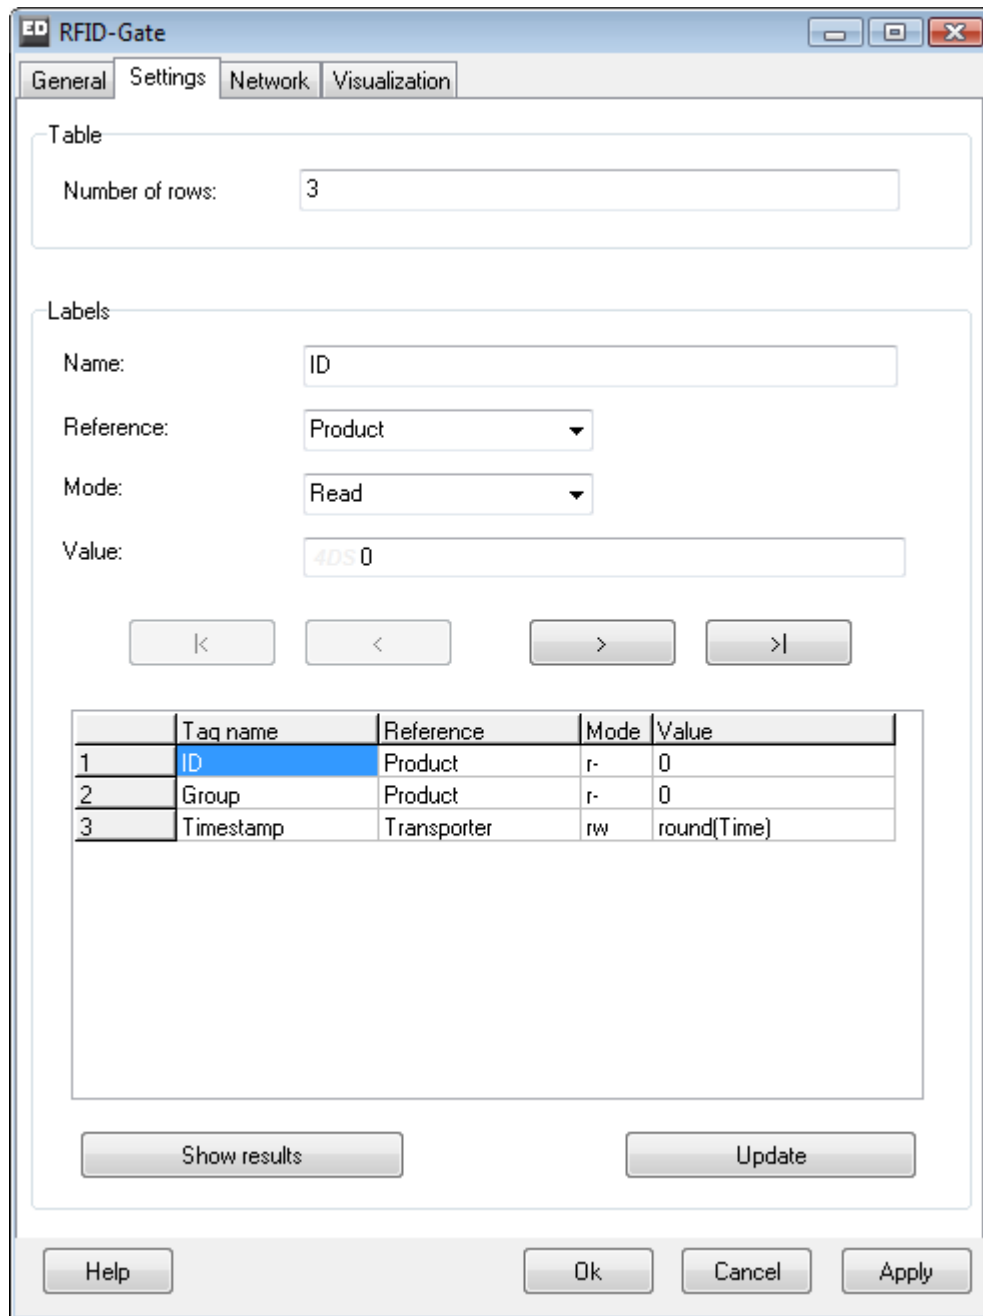 ED RFID-Gate
General Settings Network Visualization
Table
Number of rows: 3
Labels
Name: ID
Reference: Product
Mode: Read
Value: 4DS 0
|< < > >|
Tag name Reference Mode Value
1 ID Product r- 0
2 Group Product r- 0
3 Timestamp Transporter rw round(Time)
Show results Update
Help Ok Cancel Apply